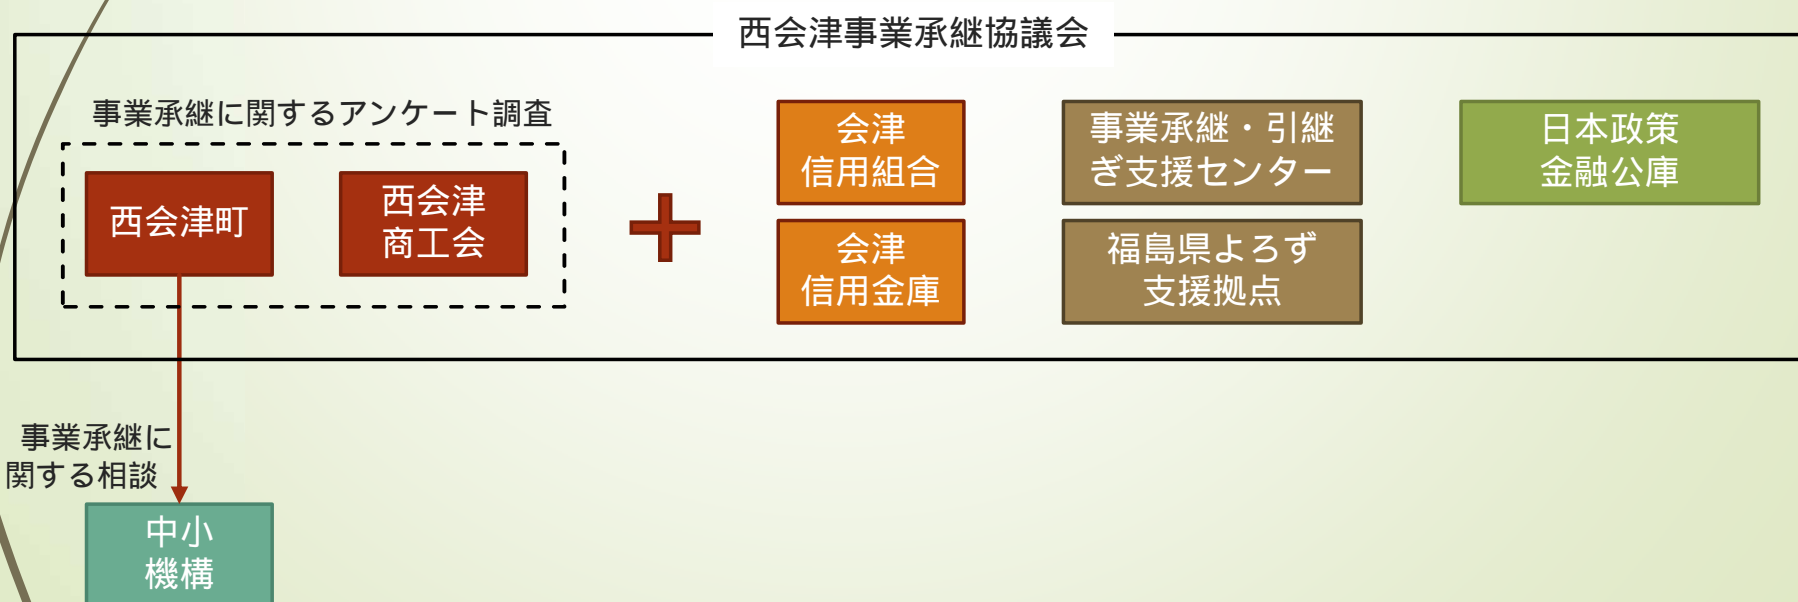 西会津事業承継協議会
事業承継に関するアンケート調査
西会津町
西会津
商工会
会津
信用組合
会津
信用金庫
事業承継・引継
ぎ支援センター
福島県よろず
支援拠点
日本政策
金融公庫
事業承継に
関する相談
中小
機構